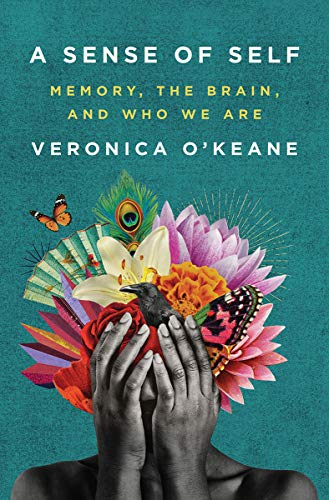 A SENSE OF SELF
MEMORY, THE BRAIN,
AND WHO WE ARE
VERONICA O'KEANE